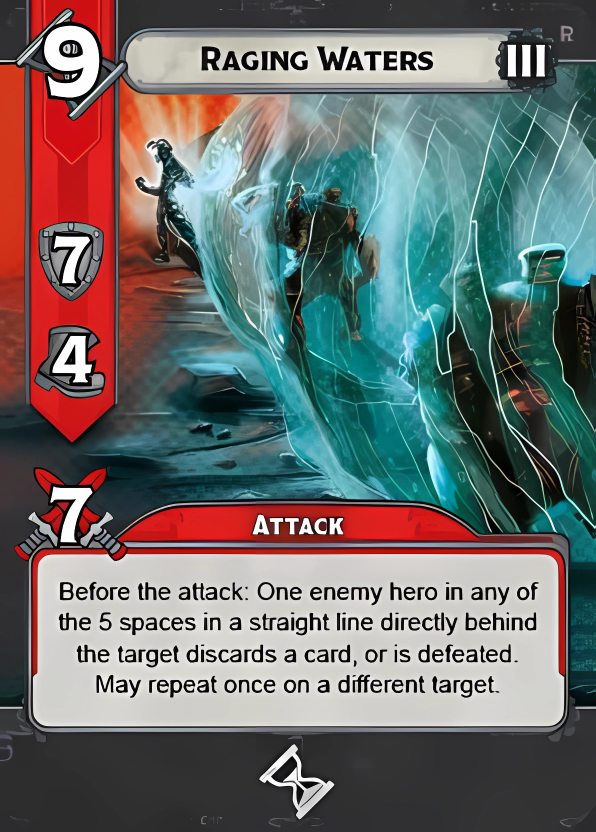 9
RAGING WATERS
III
R
7
4
7
ATTACK
Before the attack: One enemy hero in any of
the 5 spaces in a straight line directly behind
the target discards a card, or is defeated.
May repeat once on a different target.